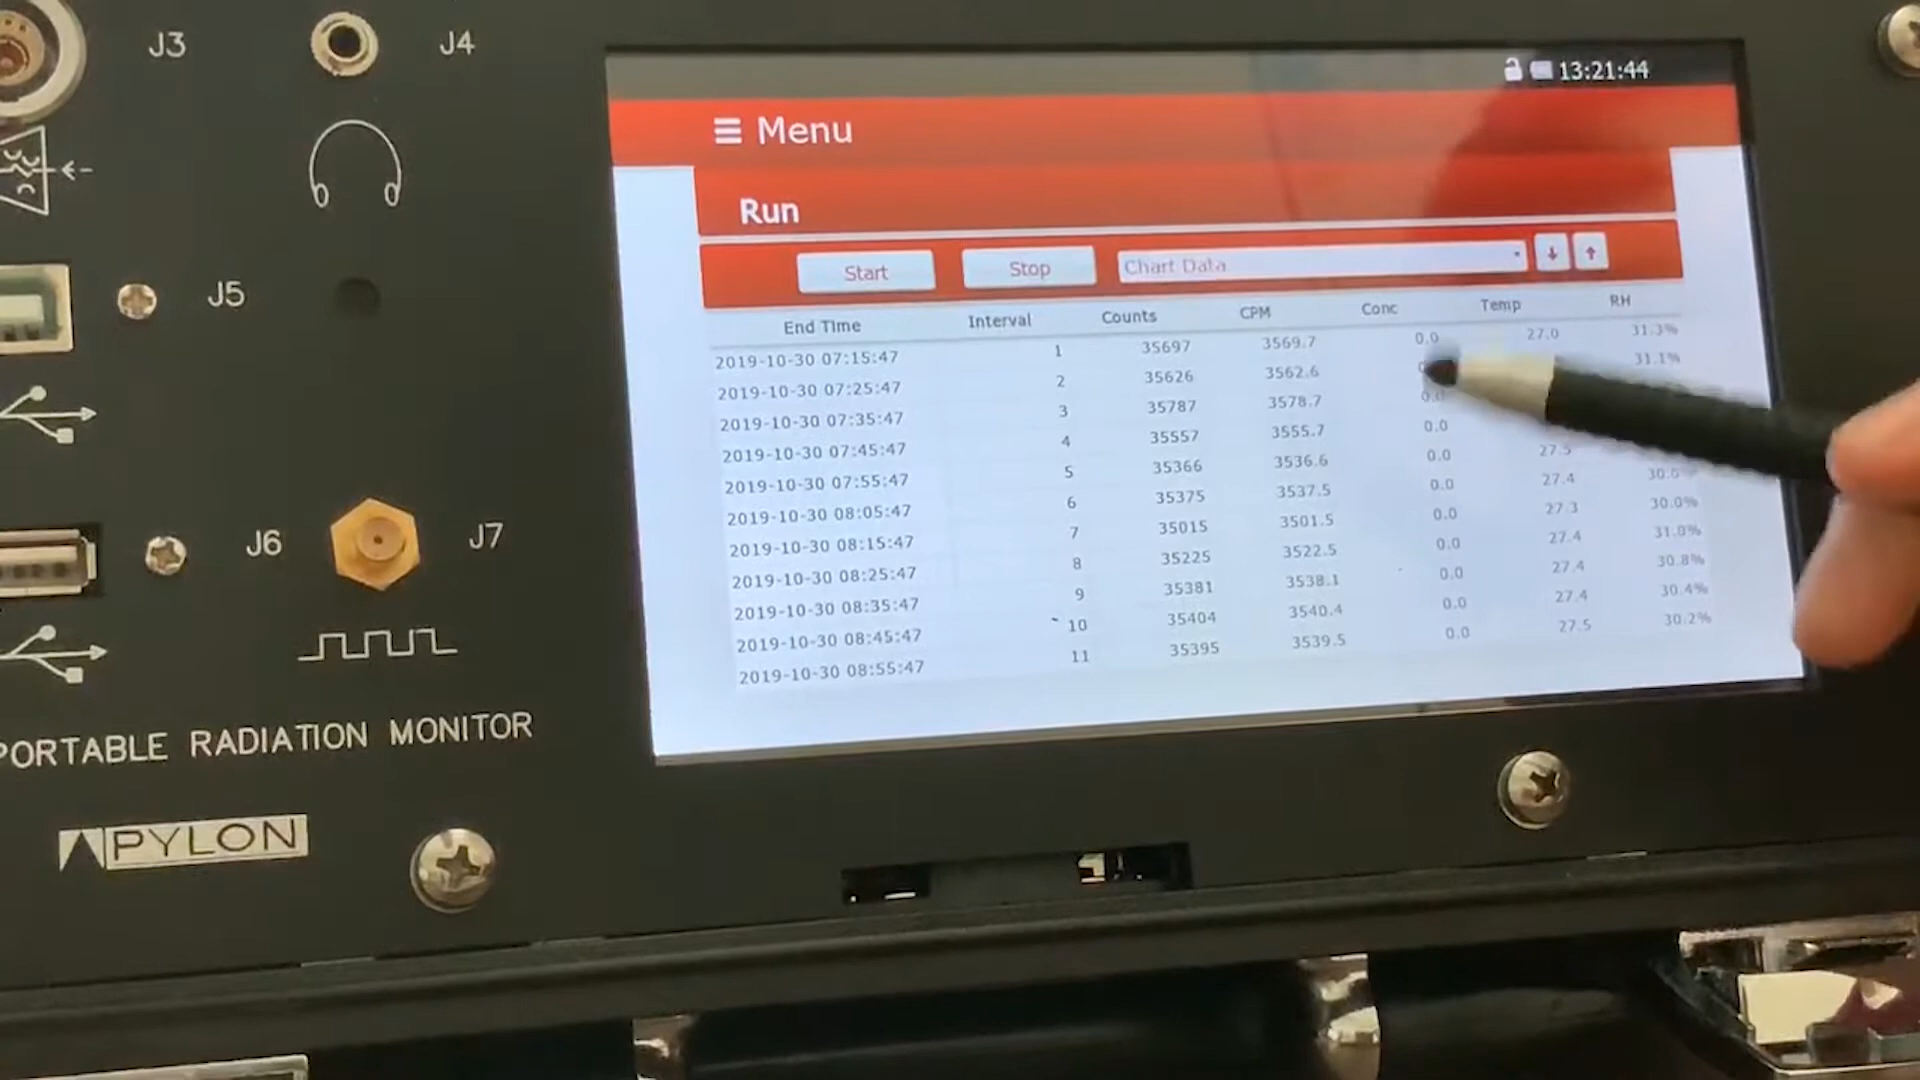 J3
J4
13:21:44
Menu
Run
Start
Stop
Chart Data
End Time Interval Counts CPM Conc Temp RH
2019-10-30 07:15:47 1 35697 3569.7 0.0 27.0 31.3%
2019-10-30 07:25:47 2 35626 3562.6 31.1%
2019-10-30 07:35:47 3 35787 3578.7 0.0
2019-10-30 07:45:47 4 35557 3555.7 0.0
2019-10-30 07:55:47 5 35366 3536.6 0.0 27.5
2019-10-30 08:05:47 6 35375 3537.5 0.0 27.4
2019-10-30 08:15:47 7 35015 3501.5 0.0 27.3 30.0%
2019-10-30 08:25:47 8 35225 3522.5 0.0 27.4 31.0%
2019-10-30 08:35:47 9 35381 3538.1 0.0 27.4 30.8%
2019-10-30 08:45:47 10 35404 3540.4 0.0 27.4 30.4%
2019-10-30 08:55:47 11 35395 3539.5 0.0 27.5 30.2%
J5
J6
J7
PORTABLE RADIATION MONITOR
PYLON